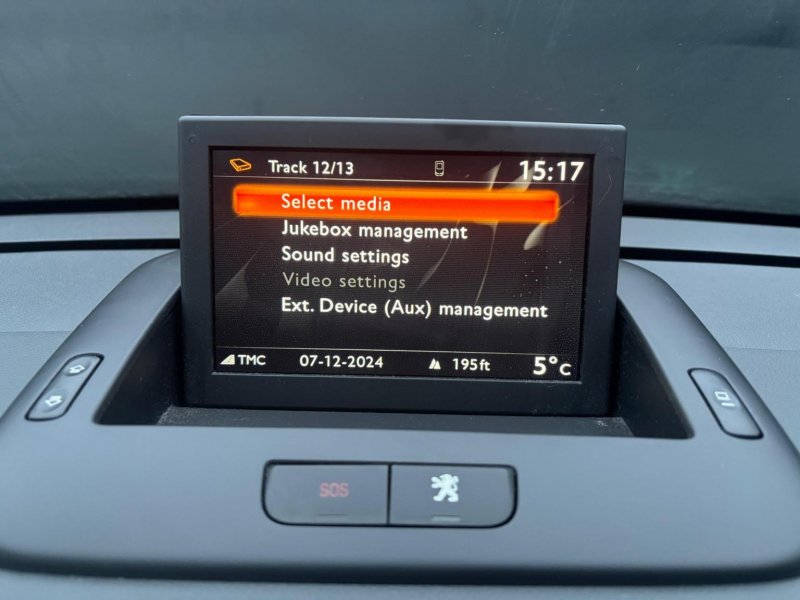 Track 12/13 15:17
Select media
Jukebox management
Sound settings
Video settings
Ext. Device (Aux) management
TMC 07-12-2024 195ft 5°C
SOS